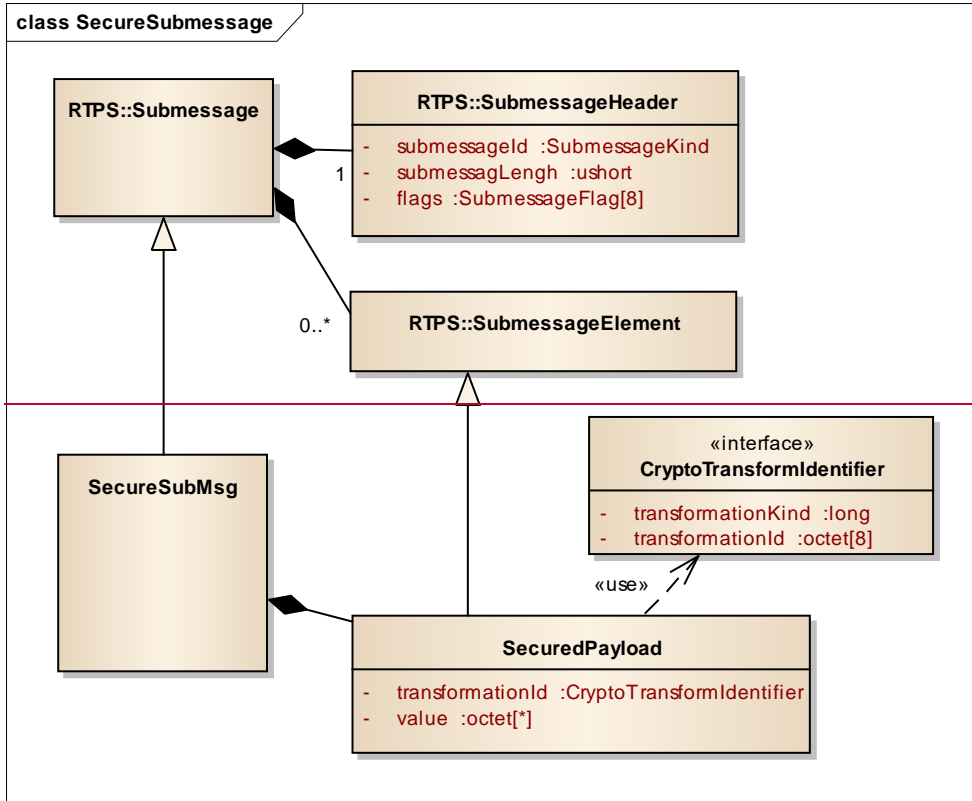 class SecureSubmessage
RTPS::Submessage
RTPS::SubmessageHeader
- submessageId :SubmessageKind
- submessagLengh :ushort
- flags :SubmessageFlag[8]
1
0..*
RTPS::SubmessageElement
«interface»
CryptoTransformIdentifier
- transformationKind :long
- transformationId :octet[8]
SecureSubMsg
«use»
SecuredPayload
- transformationId :CryptoTransformIdentifier
- value :octet[*]